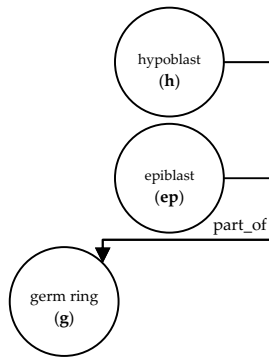 hypoblast
(h)
epiblast
(ep)
part_of
germ ring
(g)